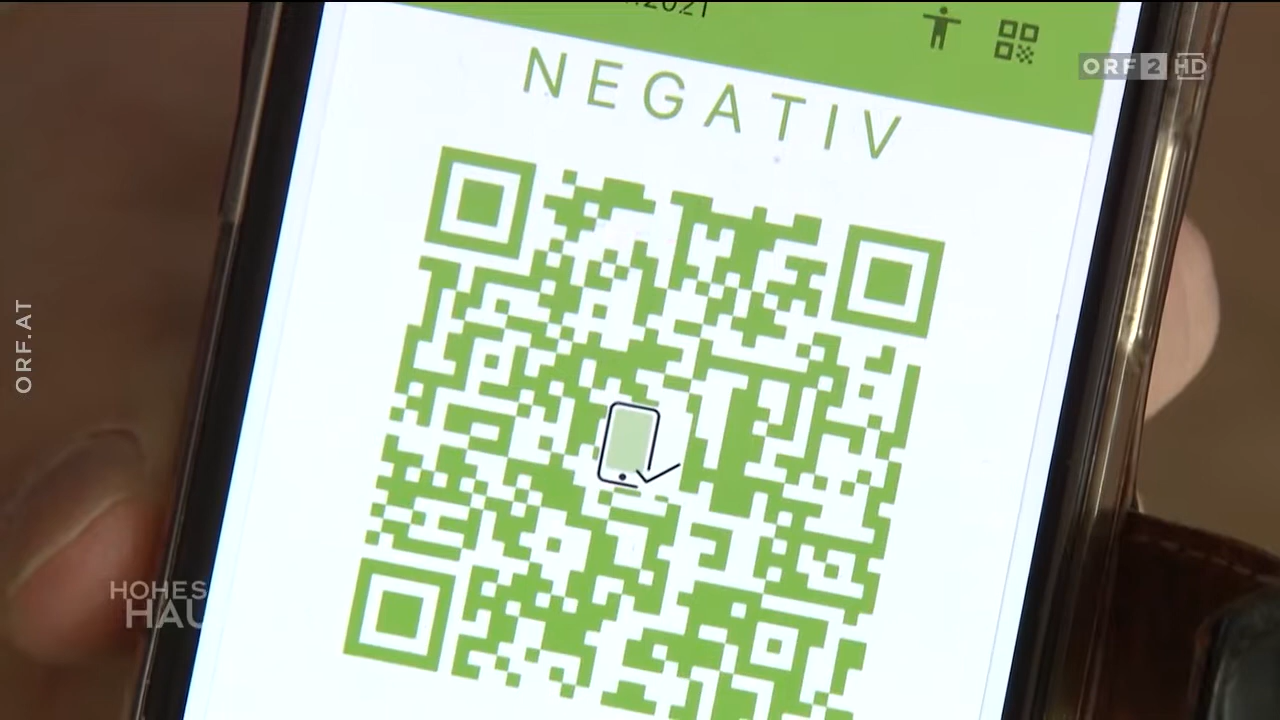 NEGATIV
ORF 2 HD
ORF.AT
HOHES
HAU